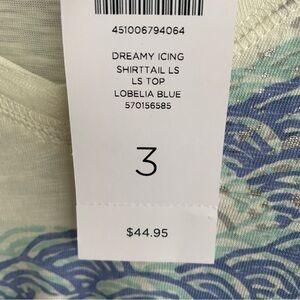 451006794064
DREAMY ICING
SHIRTTAIL LS
LS TOP
LOBELIA BLUE
570156585
3
$44.95